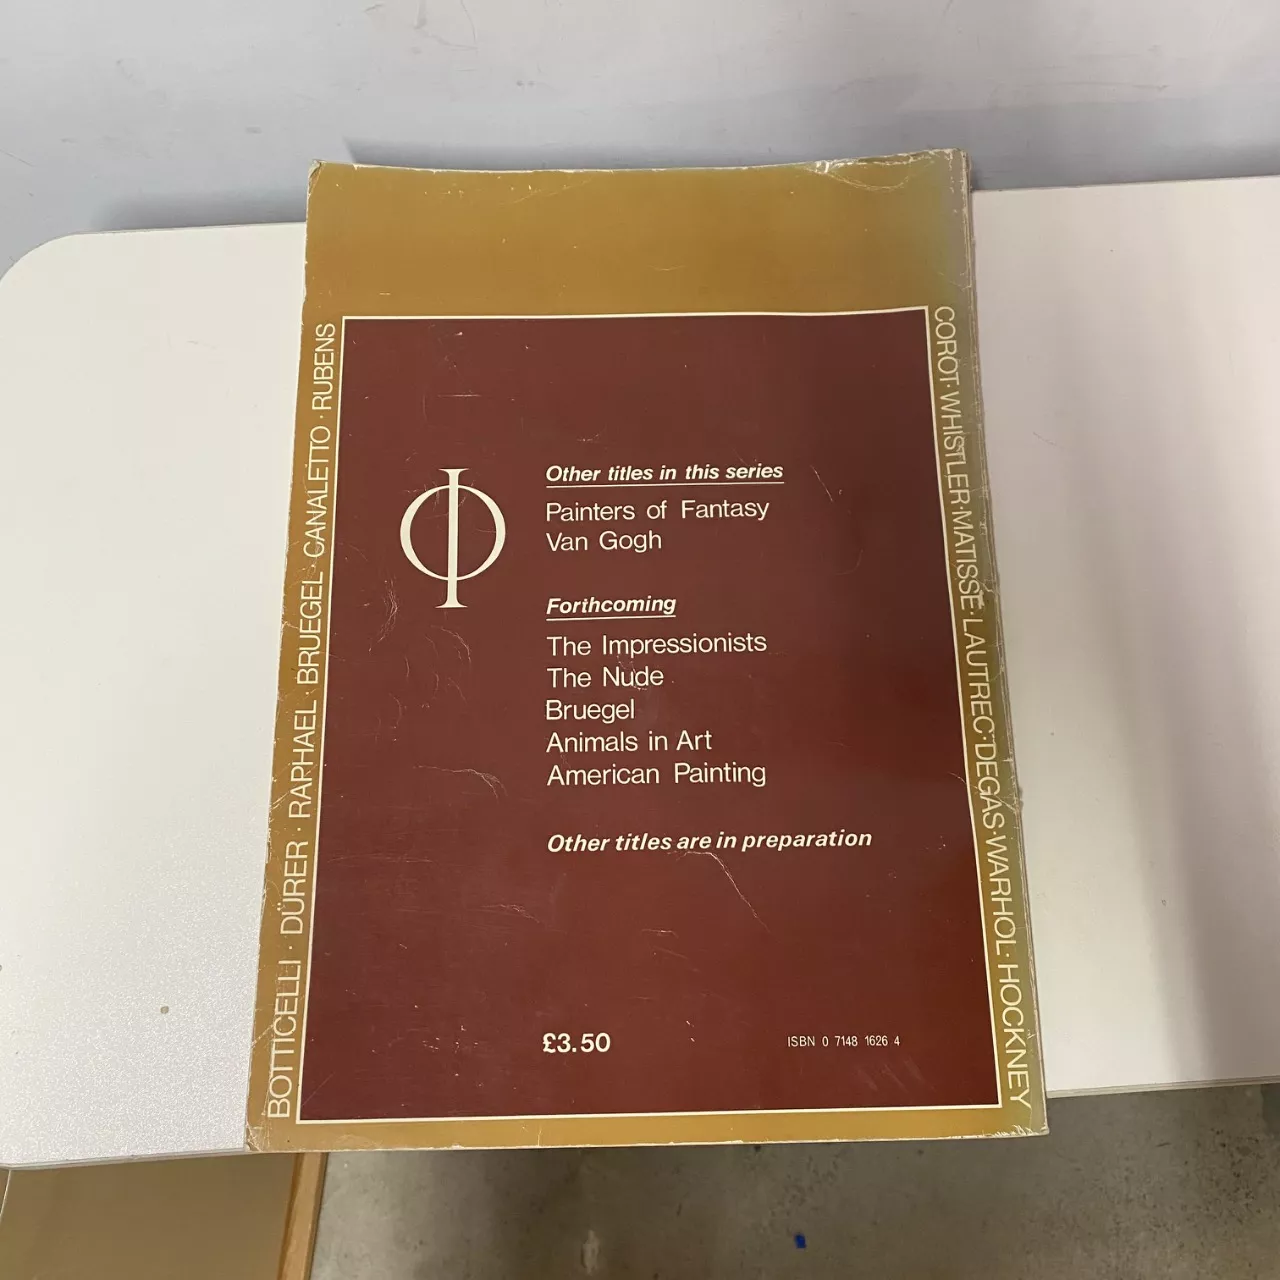 BOTTICELLI · DÜRER · RAPHAEL · BRUEGEL · CANALETTO · RUBENS
Other titles in this series
Painters of Fantasy
Van Gogh
Forthcoming
The Impressionists
The Nude
Bruegel
Animals in Art
American Painting
Other titles are in preparation
£3.50
ISBN 0 7148 1626 4
COROT·WHISTLER·MATISSE·LAUTREC·DEGAS·WARHOL·HOCKNEY